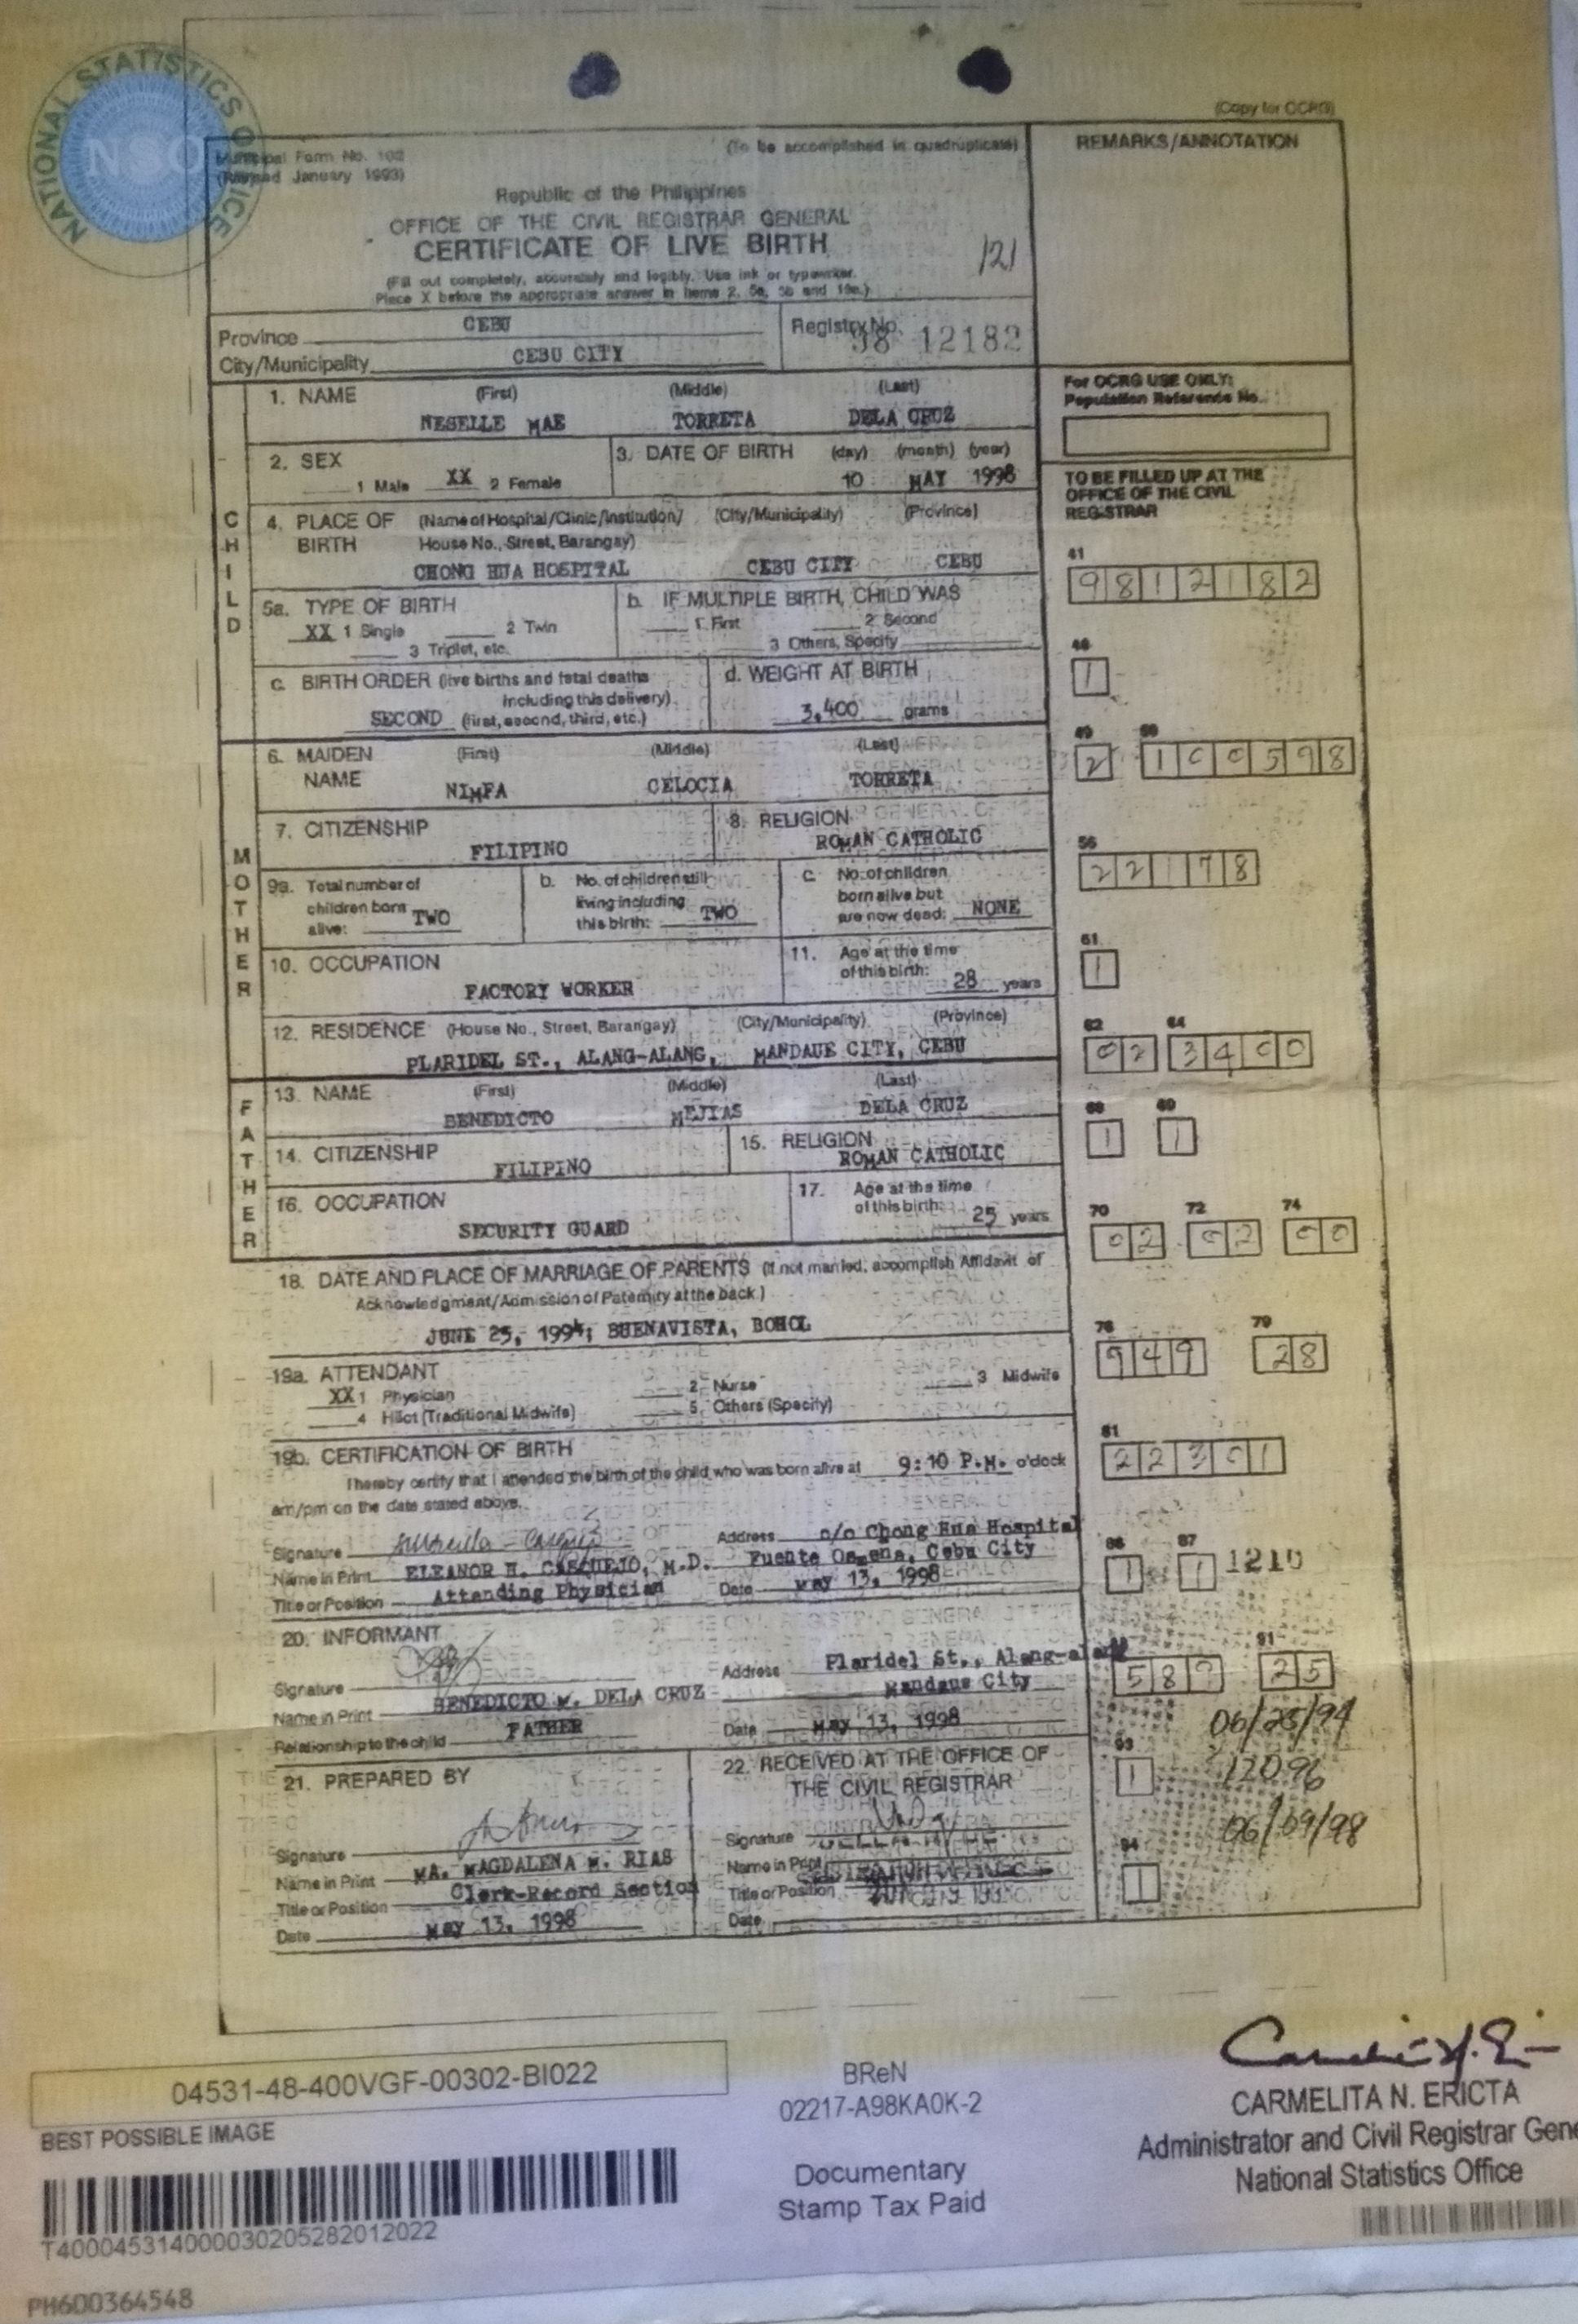 NATIONAL STATISTICS OFFICE
NSO
(Copy for OCRG)
Municipal Form No. 102
(Revised January 1993)
(To be accomplished in quadruplicate)
REMARKS/ANNOTATION
Republic of the Philippines
OFFICE OF THE CIVIL REGISTRAR GENERAL
CERTIFICATE OF LIVE BIRTH
121
(Fill out completely, accurately and legibly. Use ink or typewriter.
Place X before the appropriate answer in items 2, 5a, 5b and 19a.)
Province CEBU
City/Municipality CEBU CITY
Registry No. 98 12182
For OCRG USE ONLY:
Population Reference No.
1. NAME (First) (Middle) (Last)
NESELLE MAE TORRETA DELA CRUZ
2. SEX
1 Male XX 2 Female
3. DATE OF BIRTH (day) (month) (year)
10 MAY 1998
TO BE FILLED UP AT THE
OFFICE OF THE CIVIL
REGISTRAR
CHILD
4. PLACE OF BIRTH (Name of Hospital/Clinic/Institution/ (City/Municipality) (Province)
House No., Street, Barangay)
CHONG HUA HOSPITAL CEBU CITY CEBU
41
9812182
5a. TYPE OF BIRTH
XX 1 Single 2 Twin
3 Triplet, etc.
b. IF MULTIPLE BIRTH, CHILD WAS
1 First 2 Second
3 Others, Specify
48
1
c. BIRTH ORDER (live births and fetal deaths
including this delivery)
SECOND (first, second, third, etc.)
d. WEIGHT AT BIRTH
3,400 grams
49 50
2 100598
MOTHER
6. MAIDEN NAME (First) (Middle) (Last)
NIMFA CELOCIA TORRETA
7. CITIZENSHIP
FILIPINO
8. RELIGION
ROMAN CATHOLIC
56
22178
9a. Total number of
children born
alive: TWO
b. No. of children still
living including
this birth: TWO
c. No. of children
born alive but
are now dead: NONE
10. OCCUPATION
FACTORY WORKER
11. Age at the time
of this birth: 28 years
61
1
12. RESIDENCE (House No., Street, Barangay) (City/Municipality) (Province)
PLARIDEL ST., ALANG-ALANG, MANDAUE CITY, CEBU
62 64
02 3400
FATHER
13. NAME (First) (Middle) (Last)
BENEDICTO MEJIAS DELA CRUZ
68 69
1 1
14. CITIZENSHIP
FILIPINO
15. RELIGION
ROMAN CATHOLIC
16. OCCUPATION
SECURITY GUARD
17. Age at the time
of this birth: 25 years
70 72 74
02 02 00
18. DATE AND PLACE OF MARRIAGE OF PARENTS (If not married, accomplish Affidavit of
Acknowledgment/Admission of Paternity at the back.)
JUNE 25, 1994; BUENAVISTA, BOHOL
76 79
949 28
19a. ATTENDANT
XX 1 Physician 2 Nurse 3 Midwife
4 Hilot (Traditional Midwife) 5 Others (Specify)
19b. CERTIFICATION OF BIRTH
I hereby certify that I attended the birth of the child who was born alive at 9:10 P.M. o'clock
am/pm on the date stated above.
81
22301
Signature
Name in Print ELEANOR H. CASQUEJO, M.D.
Title or Position Attending Physician
Address c/o Chong Hua Hospital
Fuente Osmena, Cebu City
Date May 13, 1998
86 87
1 1 1210
20. INFORMANT
Signature
Name in Print BENEDICTO M. DELA CRUZ
Relationship to the child FATHER
Address Plaridel St., Alang-alang
Mandaue City
Date May 13, 1998
91
587 25
06/25/94
93
1 12096
06/09/98
94
1
21. PREPARED BY
Signature
Name in Print MA. MAGDALENA M. RIAS
Title or Position Clerk-Record Section
Date May 13, 1998
22. RECEIVED AT THE OFFICE OF
THE CIVIL REGISTRAR
Signature
Name in Print
Title or Position
Date
04531-48-400VGF-00302-BI022
BEST POSSIBLE IMAGE
T400045314000030205282012022
PH600364548
BReN
02217-A98KA0K-2
Documentary
Stamp Tax Paid
CARMELITA N. ERICTA
Administrator and Civil Registrar Gene
National Statistics Office